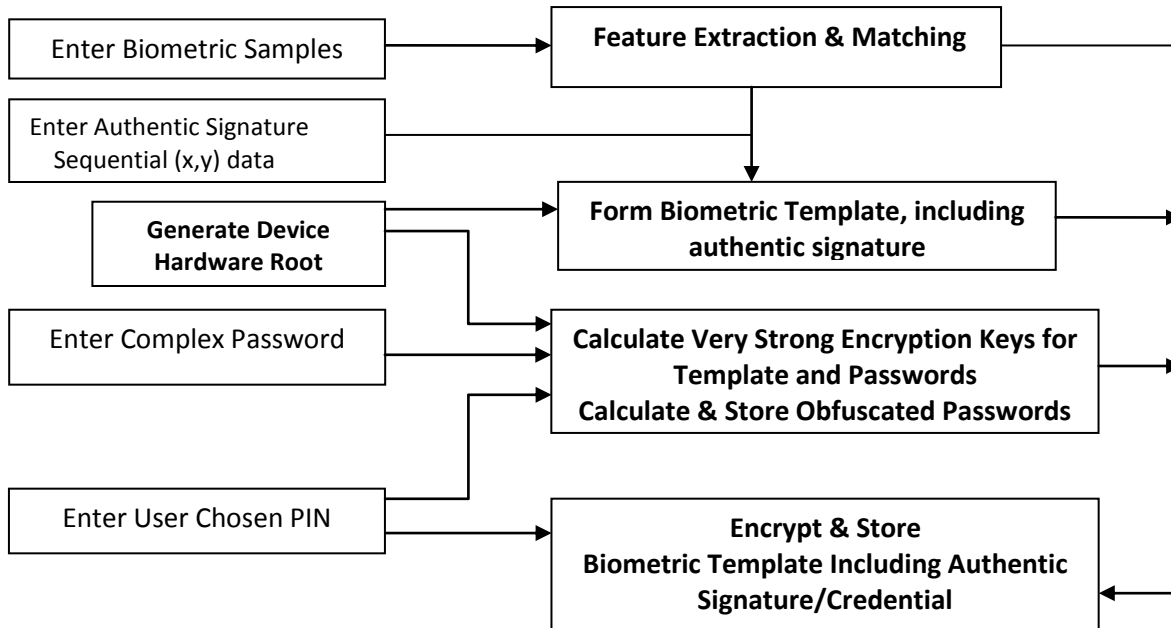 Enter Biometric Samples
Feature Extraction & Matching
Enter Authentic Signature
Sequential (x,y) data
Generate Device
Hardware Root
Form Biometric Template, including
authentic signature
Enter Complex Password
Calculate Very Strong Encryption Keys for
Template and Passwords
Calculate & Store Obfuscated Passwords
Enter User Chosen PIN
Encrypt & Store
Biometric Template Including Authentic
Signature/Credential